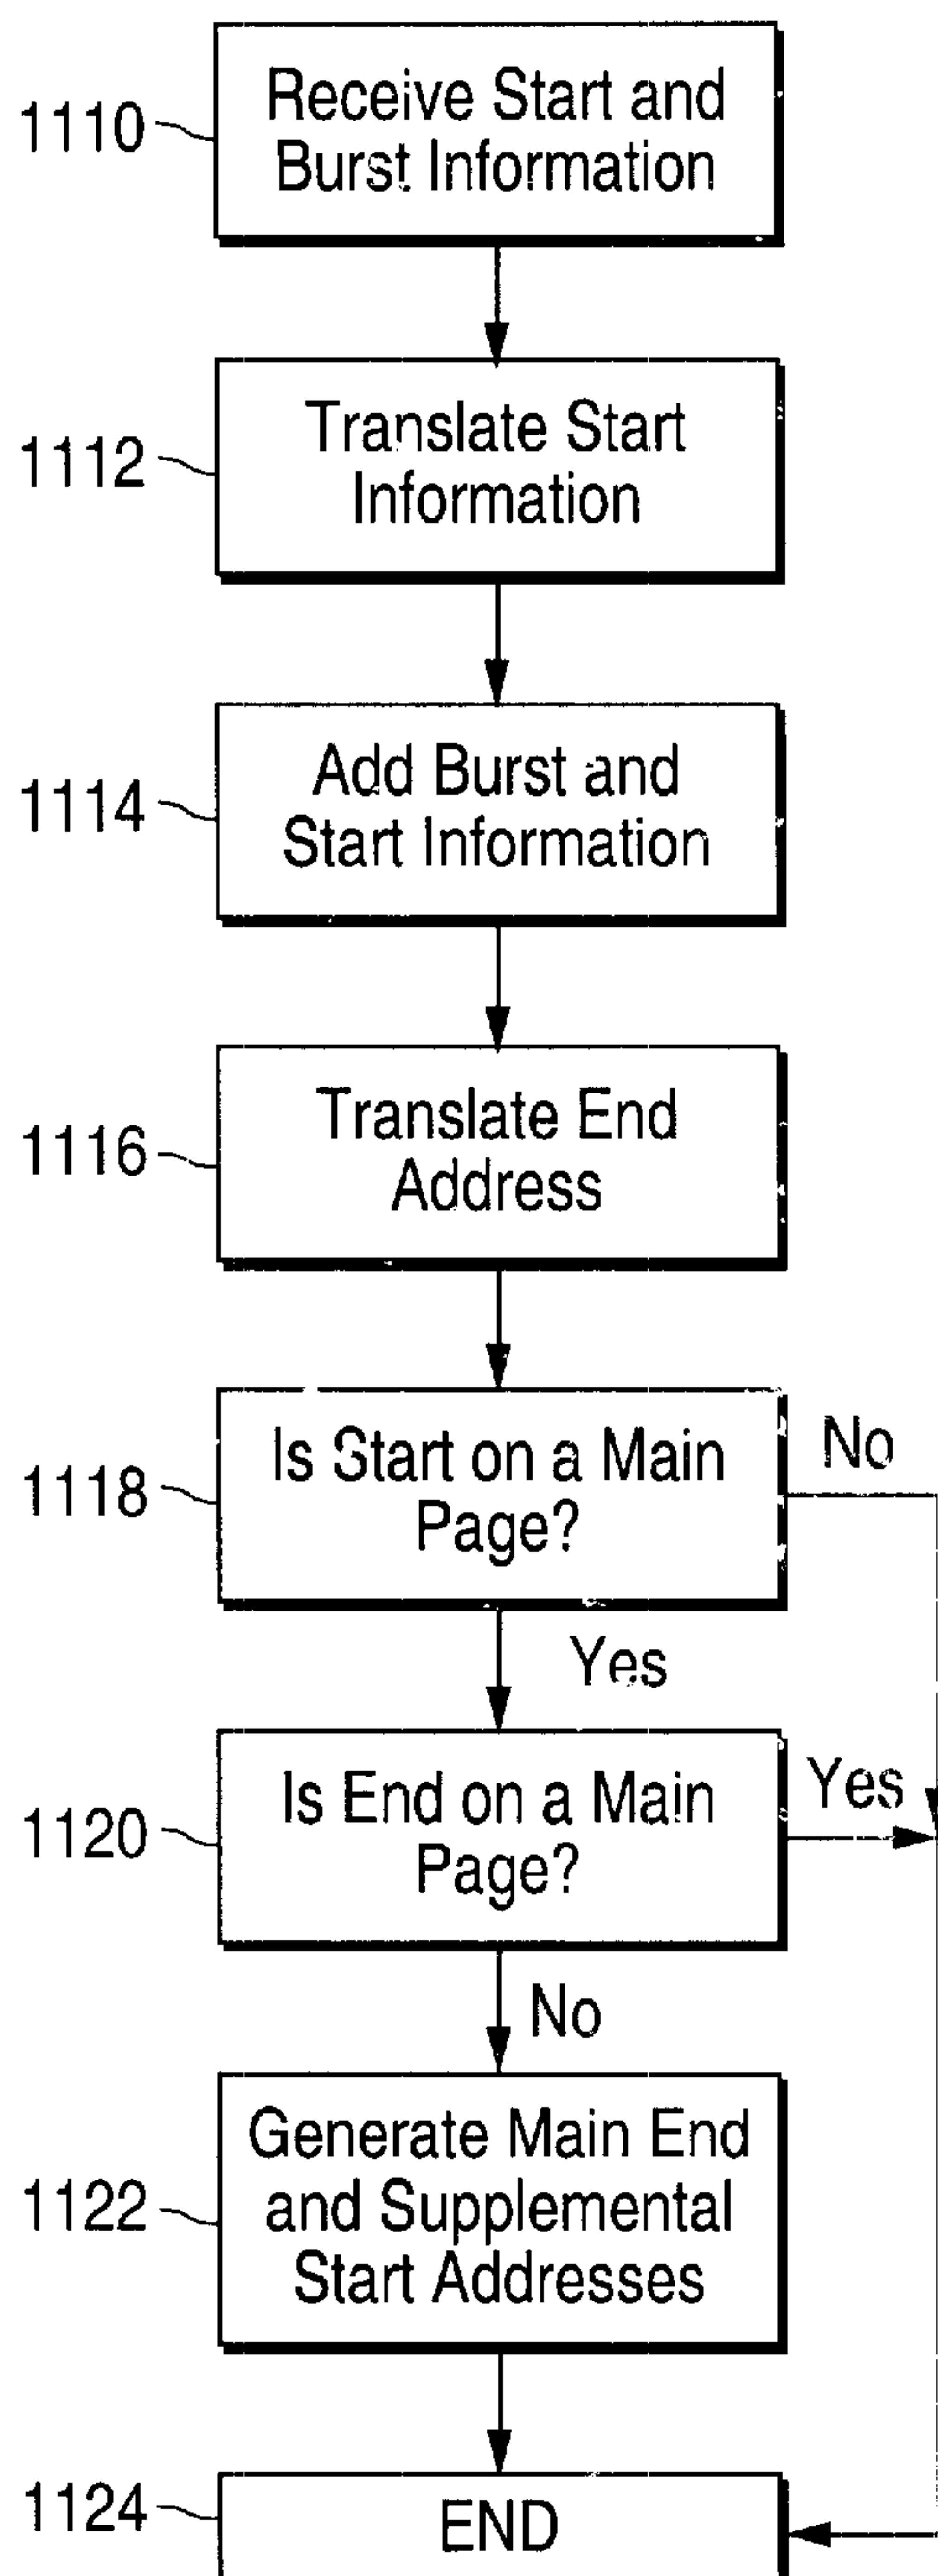 1110
Receive Start and
Burst Information
1112
Translate Start
Information
1114
Add Burst and
Start Information
1116
Translate End
Address
1118
Is Start on a Main
Page?
No
Yes
1120
Is End on a Main
Page?
Yes
No
1122
Generate Main End
and Supplemental
Start Addresses
1124
END